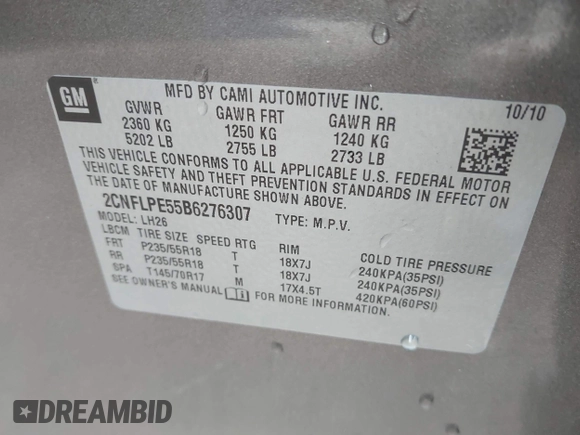 GM
MFD BY CAMI AUTOMOTIVE INC.
10/10
GVWR GAWR FRT GAWR RR
2360 KG 1250 KG 1240 KG
5202 LB 2755 LB 2733 LB
THIS VEHICLE CONFORMS TO ALL APPLICABLE U.S. FEDERAL MOTOR
VEHICLE SAFETY AND THEFT PREVENTION STANDARDS IN EFFECT ON
THE DATE OF MANUFACTURE SHOWN ABOVE.
2CNFLPE55B6276307 TYPE: M.P.V.
MODEL: LH26
LBCM TIRE SIZE SPEED RTG RIM COLD TIRE PRESSURE
FRT P235/55R18 T 18X7J 240KPA(35PSI)
RR P235/55R18 T 18X7J 240KPA(35PSI)
SPA T145/70R17 M 17X4.5T 420KPA(60PSI)
SEE OWNER'S MANUAL FOR MORE INFORMATION.
DREAMBID